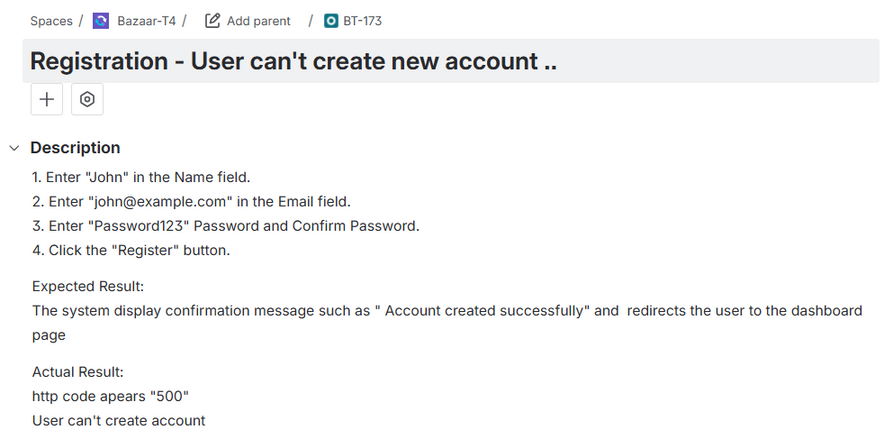 Spaces / Bazaar-T4 / Add parent / BT-173
Registration - User can't create new account ..
Description
1. Enter "John" in the Name field.
2. Enter "john@example.com" in the Email field.
3. Enter "Password123" Password and Confirm Password.
4. Click the "Register" button.
Expected Result:
The system display confirmation message such as " Account created successfully" and  redirects the user to the dashboard
page
Actual Result:
http code apears "500"
User can't create account